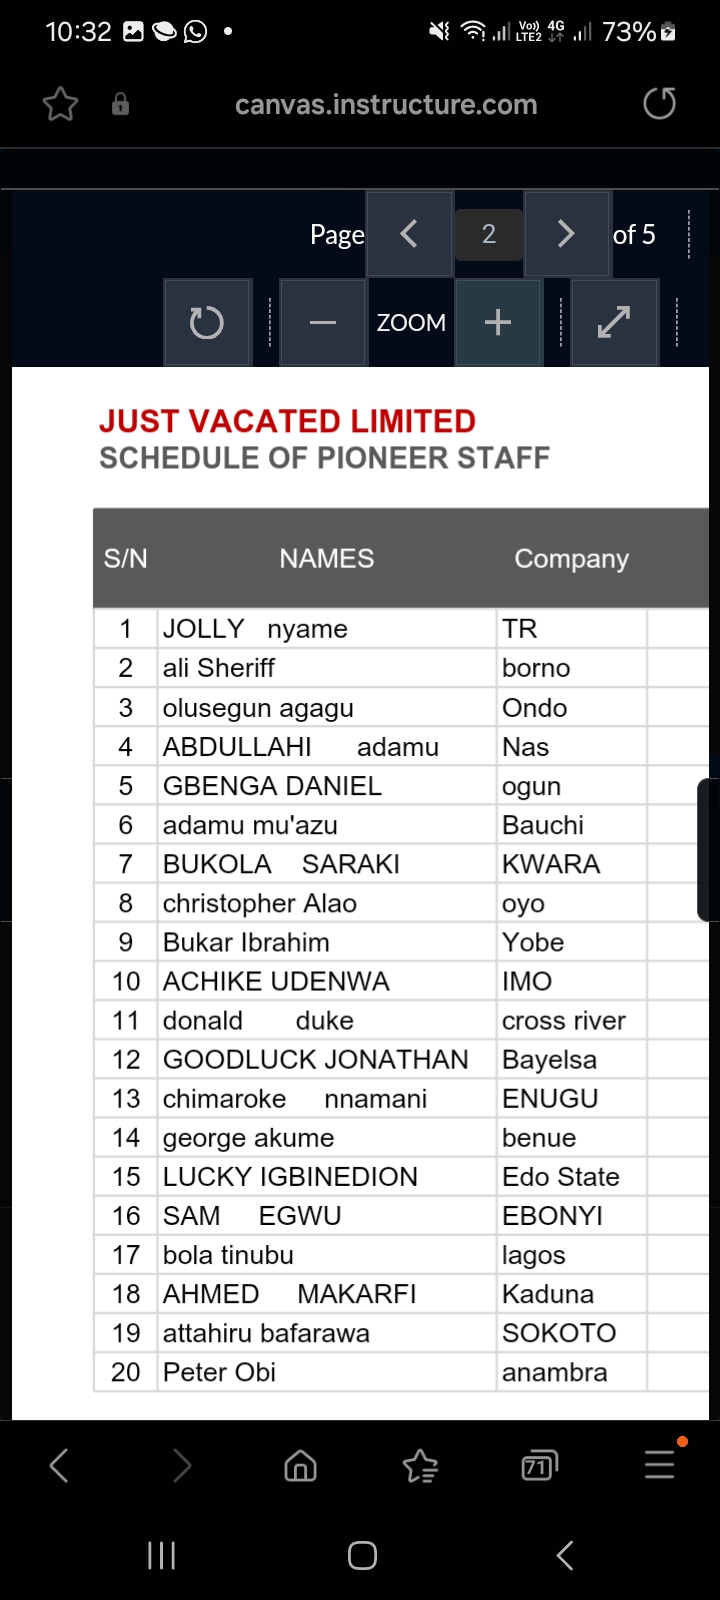 10:32
Vo)) LTE2 4G 73%
canvas.instructure.com
Page 2 of 5
ZOOM
JUST VACATED LIMITED
SCHEDULE OF PIONEER STAFF
S/N NAMES Company
1 JOLLY nyame TR
2 ali Sheriff borno
3 olusegun agagu Ondo
4 ABDULLAHI adamu Nas
5 GBENGA DANIEL ogun
6 adamu mu'azu Bauchi
7 BUKOLA SARAKI KWARA
8 christopher Alao oyo
9 Bukar Ibrahim Yobe
10 ACHIKE UDENWA IMO
11 donald duke cross river
12 GOODLUCK JONATHAN Bayelsa
13 chimaroke nnamani ENUGU
14 george akume benue
15 LUCKY IGBINEDION Edo State
16 SAM EGWU EBONYI
17 bola tinubu lagos
18 AHMED MAKARFI Kaduna
19 attahiru bafarawa SOKOTO
20 Peter Obi anambra
71